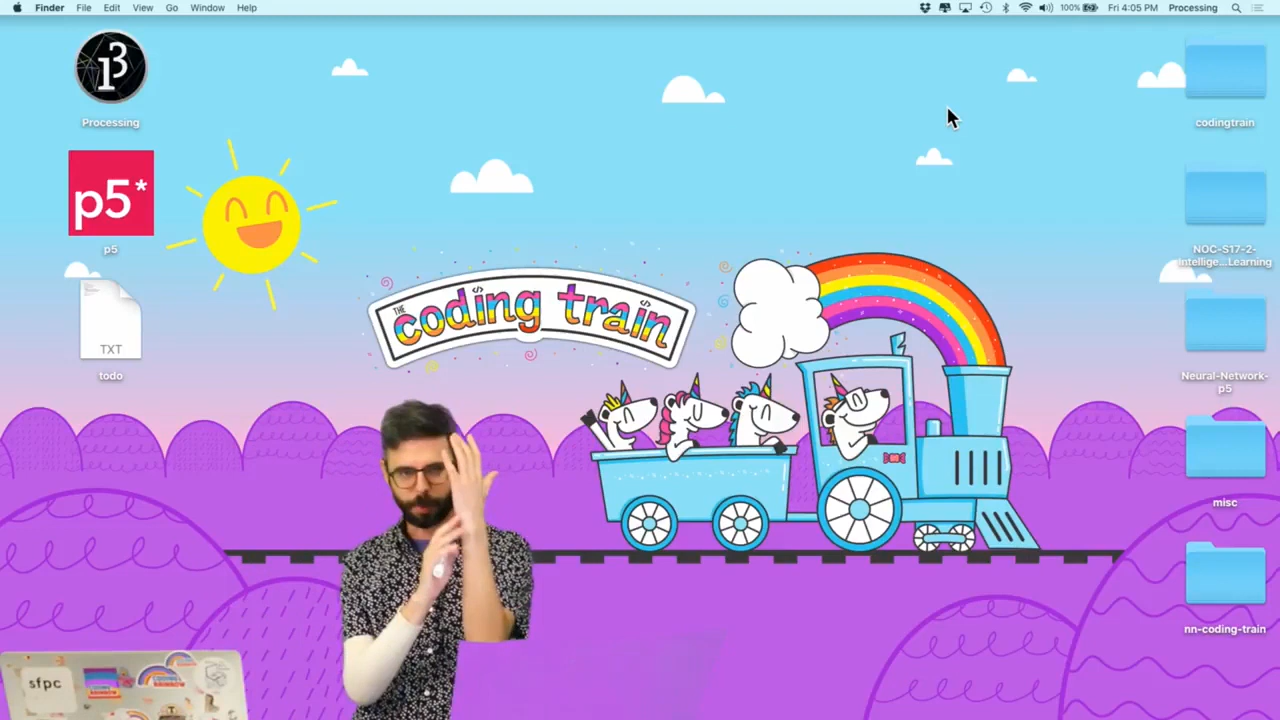 Finder File Edit View Go Window Help
100% Fri 4:05 PM Processing
Processing
p5*
p5
TXT
todo
THE
coding train
codingtrain
NOC-S17-2-
Intellige...Learning
Neural-Network-
p5
misc
nn-coding-train
sfpc